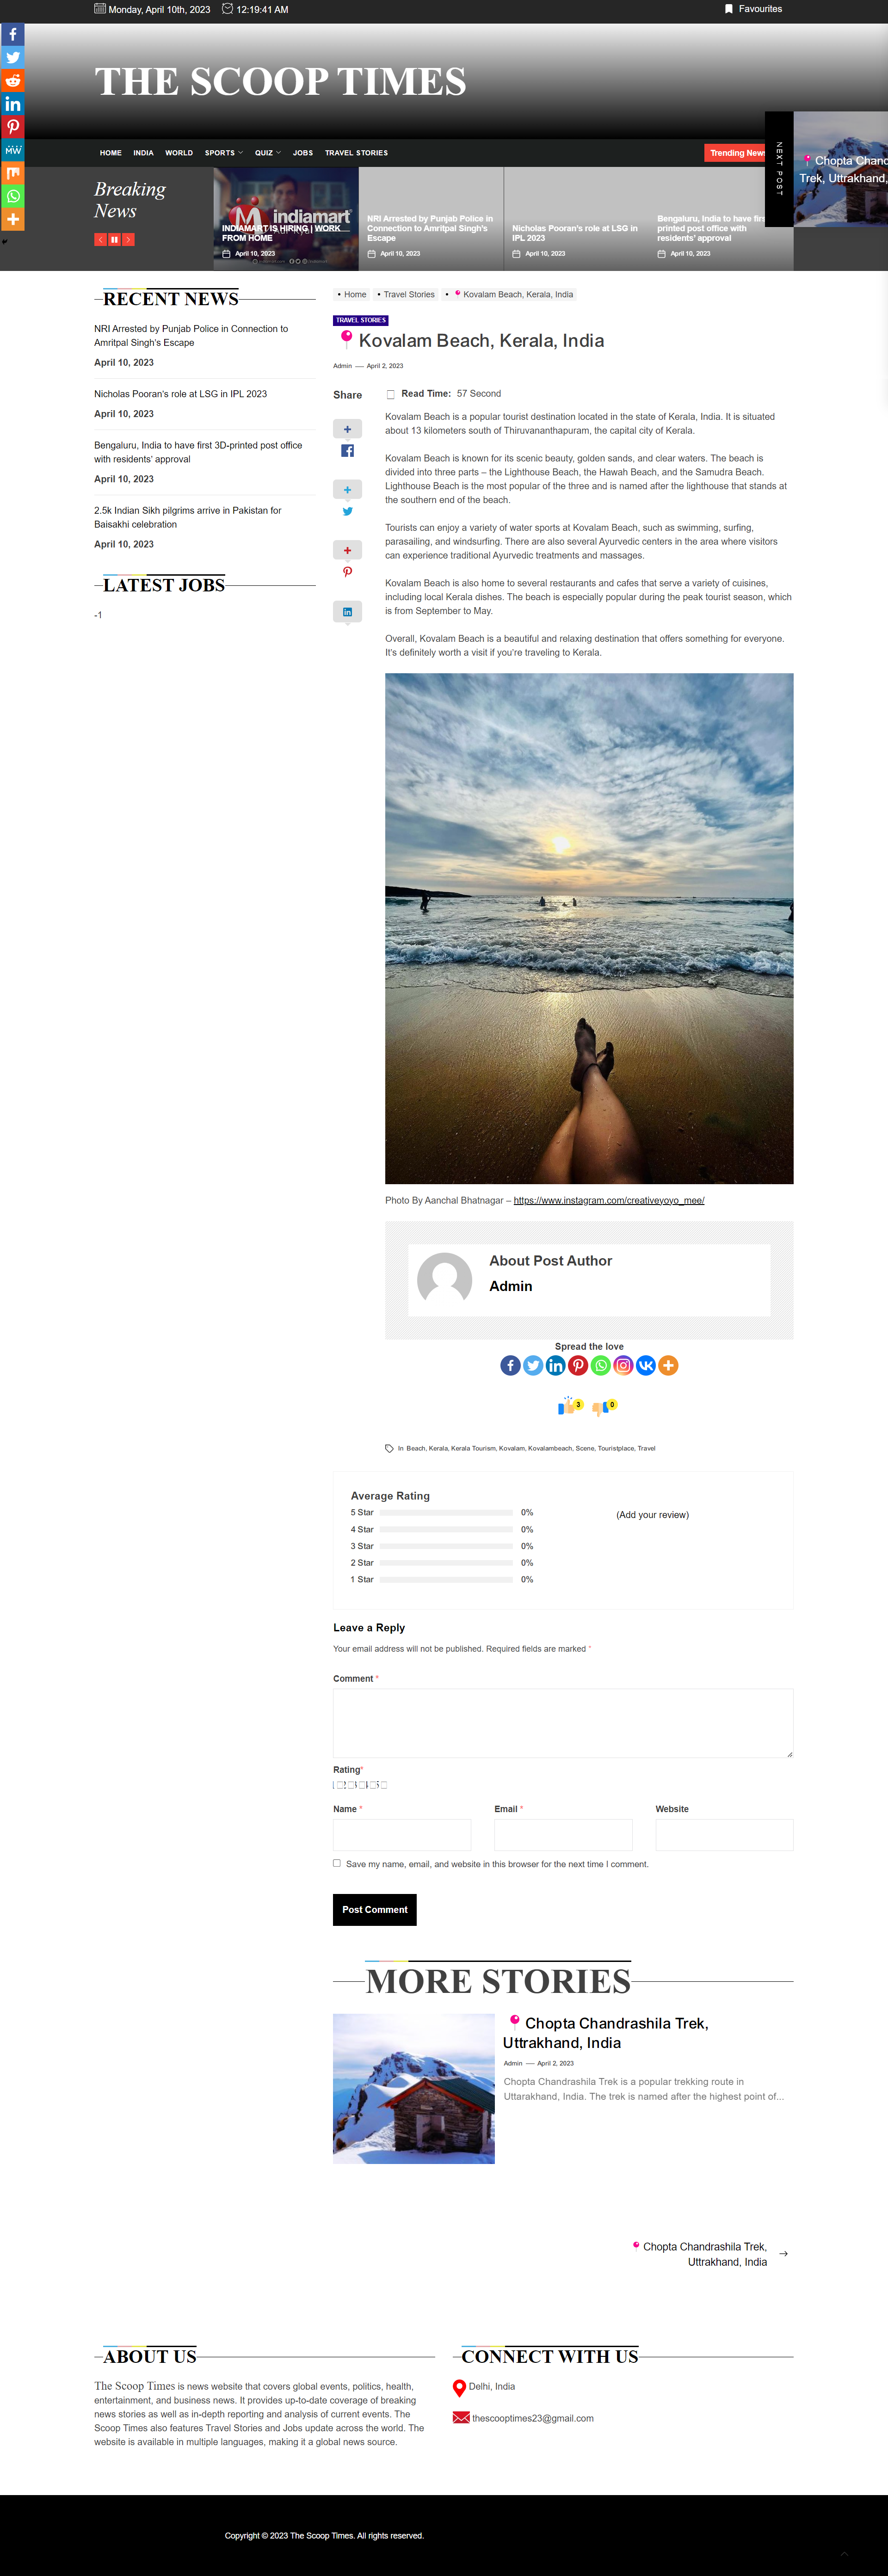 Monday, April 10th, 2023 12:19:41 AM
Favourites
THE SCOOP TIMES
HOME INDIA WORLD SPORTS QUIZ JOBS TRAVEL STORIES
Trending News
NEXT POST
Chopta Chand
Trek, Uttrakhand,
Breaking
News
indiamart
INDIAMART IS HIRING | WORK
FROM HOME
April 10, 2023
NRI Arrested by Punjab Police in
Connection to Amritpal Singh's
Escape
April 10, 2023
Nicholas Pooran's role at LSG in
IPL 2023
April 10, 2023
Bengaluru, India to have first
printed post office with
residents' approval
April 10, 2023
RECENT NEWS
NRI Arrested by Punjab Police in Connection to
Amritpal Singh's Escape
April 10, 2023
Nicholas Pooran's role at LSG in IPL 2023
April 10, 2023
Bengaluru, India to have first 3D-printed post office
with residents' approval
April 10, 2023
2.5k Indian Sikh pilgrims arrive in Pakistan for
Baisakhi celebration
April 10, 2023
LATEST JOBS
-1
• Home • Travel Stories • Kovalam Beach, Kerala, India
TRAVEL STORIES
Kovalam Beach, Kerala, India
Admin — April 2, 2023
Share
Read Time: 57 Second
Kovalam Beach is a popular tourist destination located in the state of Kerala, India. It is situated
about 13 kilometers south of Thiruvananthapuram, the capital city of Kerala.
Kovalam Beach is known for its scenic beauty, golden sands, and clear waters. The beach is
divided into three parts – the Lighthouse Beach, the Hawah Beach, and the Samudra Beach.
Lighthouse Beach is the most popular of the three and is named after the lighthouse that stands at
the southern end of the beach.
Tourists can enjoy a variety of water sports at Kovalam Beach, such as swimming, surfing,
parasailing, and windsurfing. There are also several Ayurvedic centers in the area where visitors
can experience traditional Ayurvedic treatments and massages.
Kovalam Beach is also home to several restaurants and cafes that serve a variety of cuisines,
including local Kerala dishes. The beach is especially popular during the peak tourist season, which
is from September to May.
Overall, Kovalam Beach is a beautiful and relaxing destination that offers something for everyone.
It's definitely worth a visit if you're traveling to Kerala.
Photo By Aanchal Bhatnagar – https://www.instagram.com/creativeyoyo_mee/
About Post Author
Admin
Spread the love
3 0
In Beach, Kerala, Kerala Tourism, Kovalam, Kovalambeach, Scene, Touristplace, Travel
Average Rating
5 Star 0%
4 Star 0%
3 Star 0%
2 Star 0%
1 Star 0%
(Add your review)
Leave a Reply
Your email address will not be published. Required fields are marked *
Comment *
Rating*
Name * Email * Website
Save my name, email, and website in this browser for the next time I comment.
Post Comment
MORE STORIES
Chopta Chandrashila Trek,
Uttrakhand, India
Admin — April 2, 2023
Chopta Chandrashila Trek is a popular trekking route in
Uttarakhand, India. The trek is named after the highest point of...
Chopta Chandrashila Trek,
Uttrakhand, India
ABOUT US
The Scoop Times is news website that covers global events, politics, health,
entertainment, and business news. It provides up-to-date coverage of breaking
news stories as well as in-depth reporting and analysis of current events. The
Scoop Times also features Travel Stories and Jobs update across the world. The
website is available in multiple languages, making it a global news source.
CONNECT WITH US
Delhi, India
thescooptimes23@gmail.com
Copyright © 2023 The Scoop Times. All rights reserved.